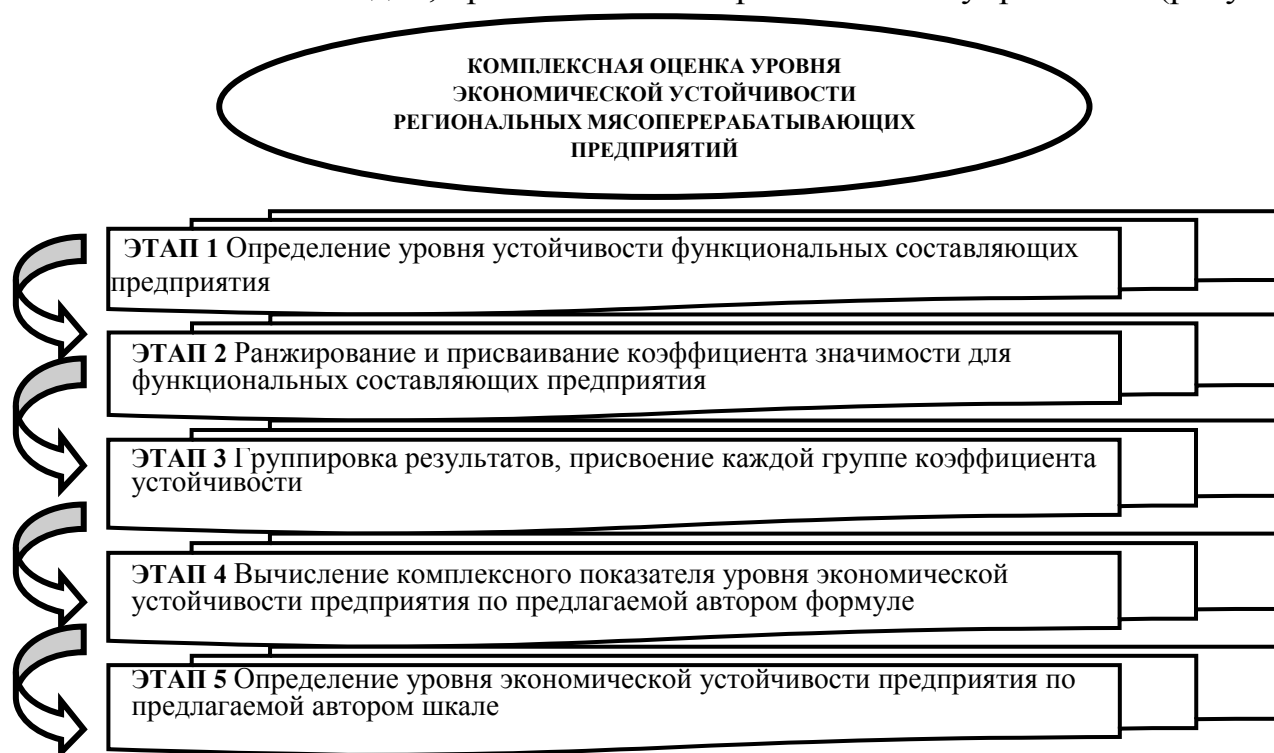 КОМПЛЕКСНАЯ ОЦЕНКА УРОВНЯ
ЭКОНОМИЧЕСКОЙ УСТОЙЧИВОСТИ
РЕГИОНАЛЬНЫХ МЯСОПЕРЕРАБАТЫВАЮЩИХ
ПРЕДПРИЯТИЙ
ЭТАП 1 Определение уровня устойчивости функциональных составляющих
предприятия
ЭТАП 2 Ранжирование и присваивание коэффициента значимости для
функциональных составляющих предприятия
ЭТАП 3 Группировка результатов, присвоение каждой группе коэффициента
устойчивости
ЭТАП 4 Вычисление комплексного показателя уровня экономической
устойчивости предприятия по предлагаемой автором формуле
ЭТАП 5 Определение уровня экономической устойчивости предприятия по
предлагаемой автором шкале